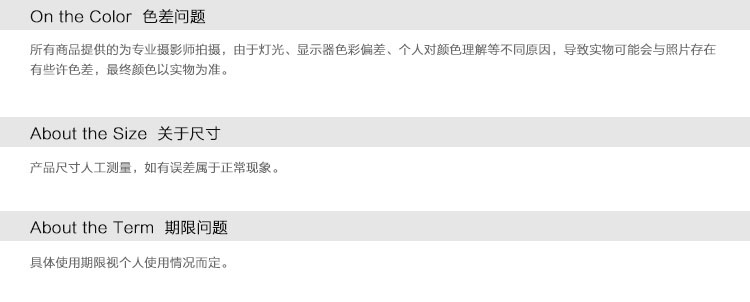 On the Color 色差问题
所有商品提供的为专业摄影师拍摄，由于灯光、显示器色彩偏差、个人对颜色理解等不同原因，导致实物可能会与照片存在
有些许色差，最终颜色以实物为准。
About the Size 关于尺寸
产品尺寸人工测量，如有误差属于正常现象。
About the Term 期限问题
具体使用期限视个人使用情况而定。